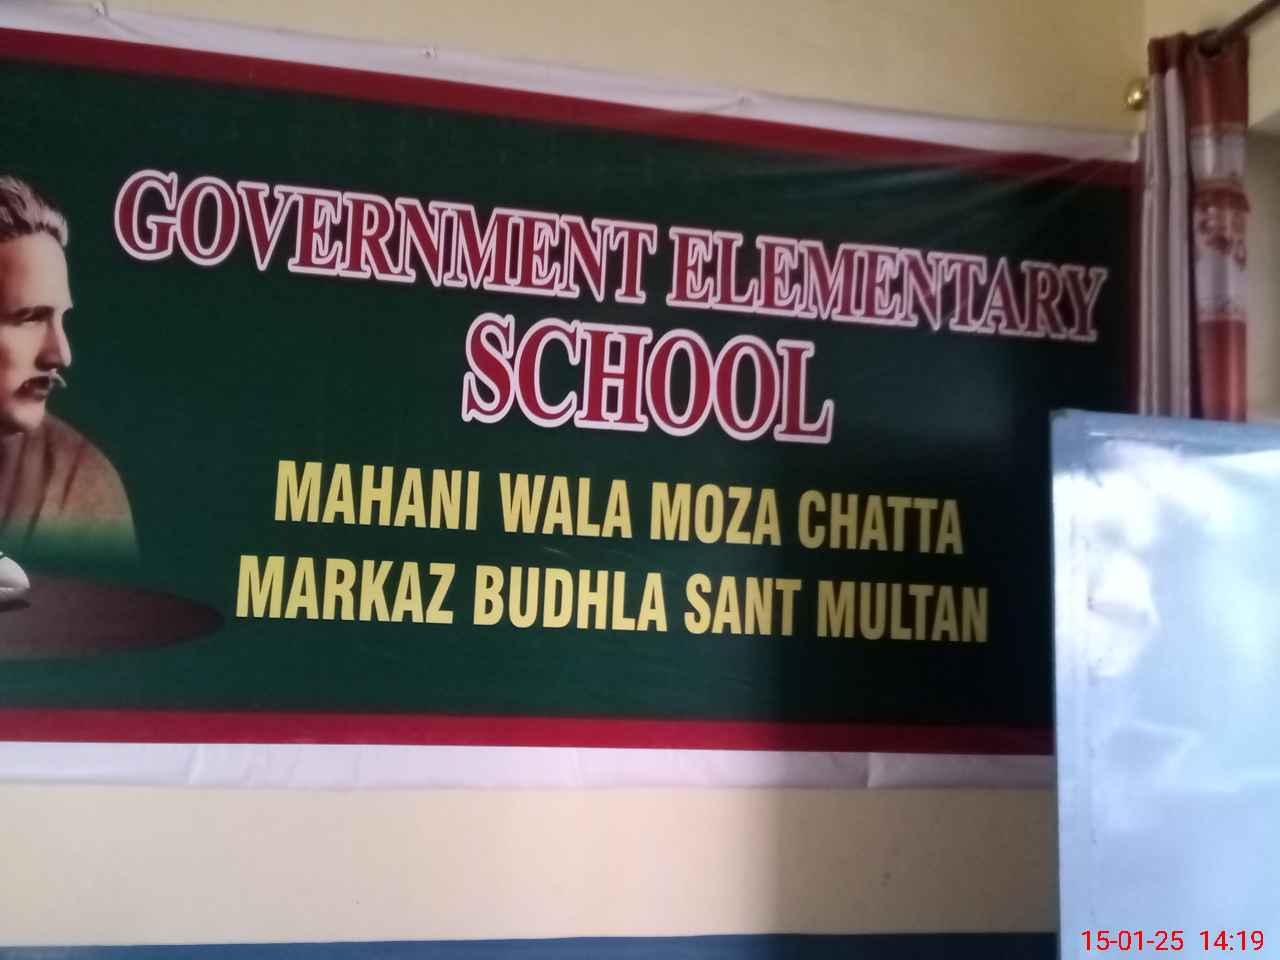 GOVERNMENT ELEMENTARY
SCHOOL
MAHANI WALA MOZA CHATTA
MARKAZ BUDHLA SANT MULTAN
15-01-25 14:19